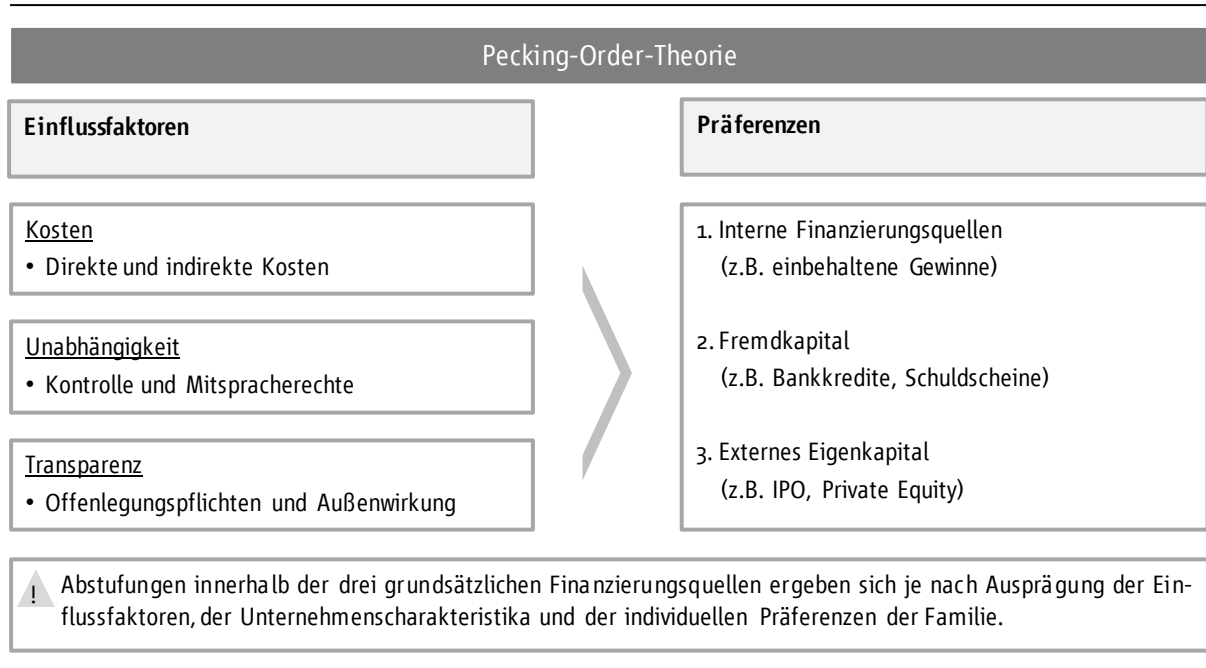 Pecking-Order-Theorie
Einflussfaktoren
Kosten
• Direkte und indirekte Kosten
Unabhängigkeit
• Kontrolle und Mitspracherechte
Transparenz
• Offenlegungspflichten und Außenwirkung
Präferenzen
1. Interne Finanzierungsquellen
(z.B. einbehaltene Gewinne)
2. Fremdkapital
(z.B. Bankkredite, Schuldscheine)
3. Externes Eigenkapital
(z.B. IPO, Private Equity)
! Abstufungen innerhalb der drei grundsätzlichen Finanzierungsquellen ergeben sich je nach Ausprägung der Ein-
flussfaktoren, der Unternehmenscharakteristika und der individuellen Präferenzen der Familie.